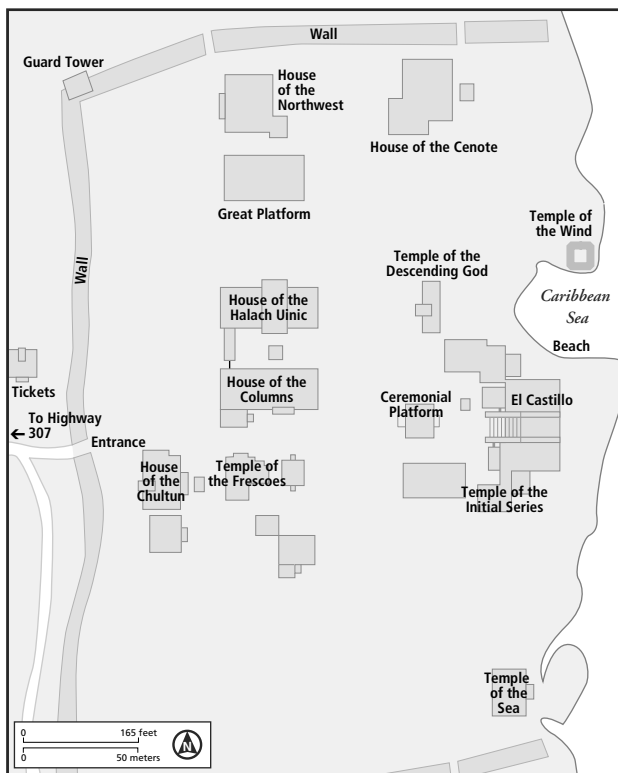 Wall
Guard Tower
House
of the
Northwest
House of the Cenote
Great Platform
Temple of
the Wind
Temple of the
Descending God
Wall
Caribbean
Sea
House of the
Halach Uinic
Beach
House of the
Columns
Tickets
Ceremonial
Platform
El Castillo
To Highway
307
Entrance
House
of the
Chultun
Temple of
the Frescoes
Temple of the
Initial Series
Temple
of the
Sea
0 165 feet
0 50 meters
N